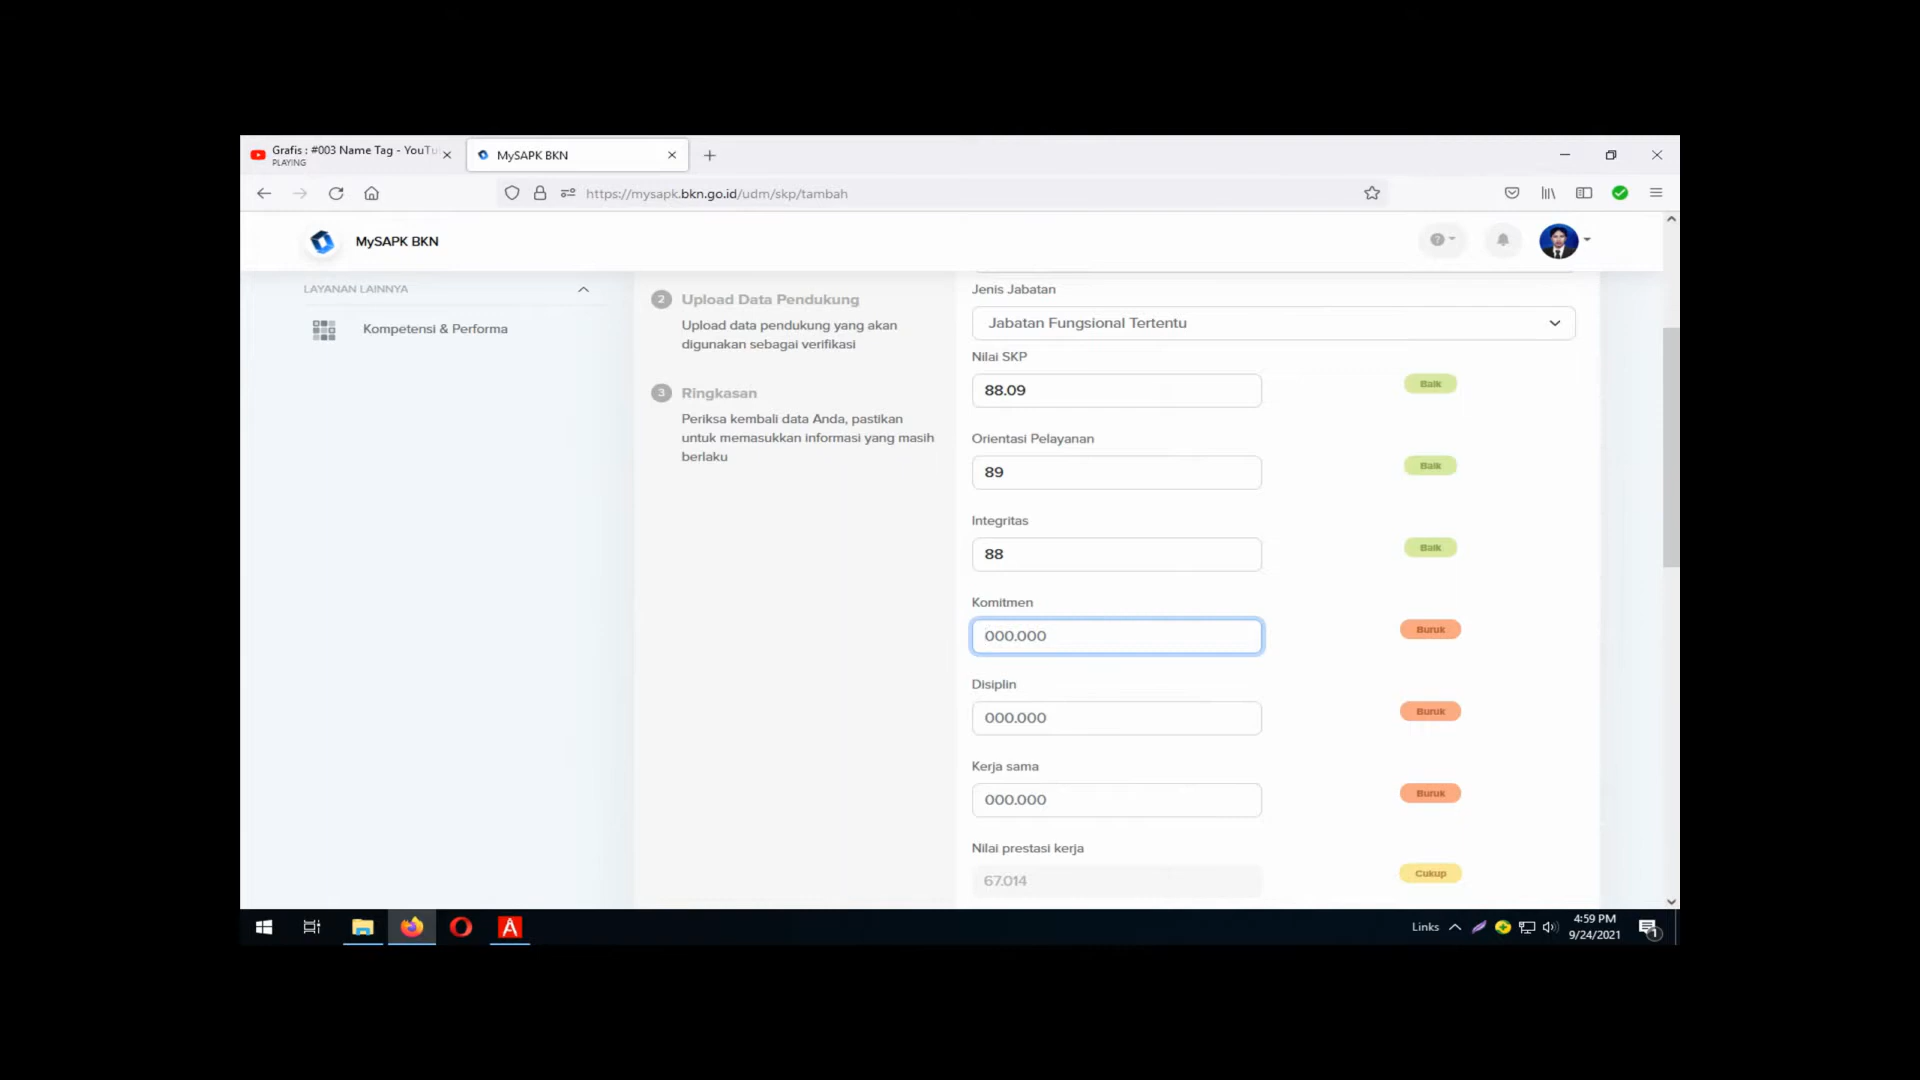 Grafis : #003 Name Tag - YouTu
PLAYING
MySAPK BKN
https://mysapk.bkn.go.id/udm/skp/tambah
MySAPK BKN
LAYANAN LAINNYA
Kompetensi & Performa
2 Upload Data Pendukung
Upload data pendukung yang akan
digunakan sebagai verifikasi
3 Ringkasan
Periksa kembali data Anda, pastikan
untuk memasukkan informasi yang masih
berlaku
Jenis Jabatan
Jabatan Fungsional Tertentu
Nilai SKP
88.09 Baik
Orientasi Pelayanan
89 Baik
Integritas
88 Baik
Komitmen
000.000 Buruk
Disiplin
000.000 Buruk
Kerja sama
000.000 Buruk
Nilai prestasi kerja
67.014 Cukup
Links 4:59 PM
9/24/2021
1